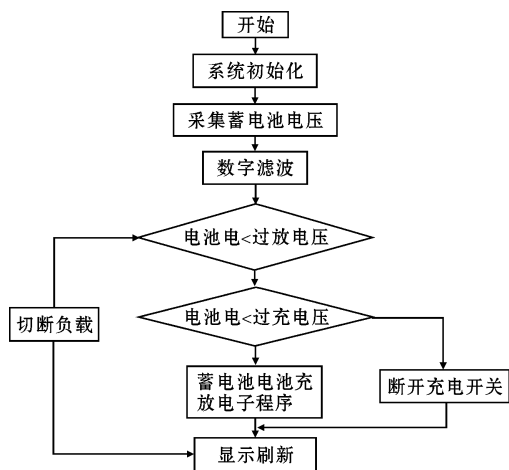 开始
系统初始化
采集蓄电池电压
数字滤波
电池电<过放电压
电池电<过充电压
切断负载
蓄电池电池充
放电子程序
断开充电开关
显示刷新